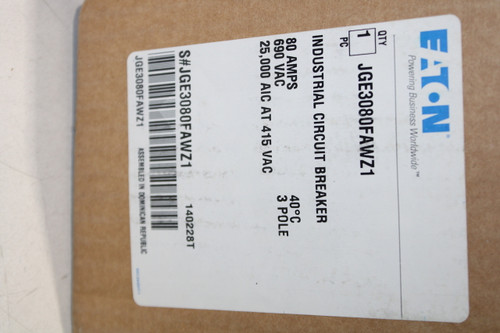 EATON
Powering Business Worldwide™
QTY
1
PC
JGE3080FAWZ1
INDUSTRIAL CIRCUIT BREAKER
80 AMPS 40°C
690 VAC 3 POLE
25,000 AIC AT 415 VAC
S#JGE3080FAWZ1
140228T
JGE3080FAWZ1 ASSEMBLED IN DOMINICAN REPUBLIC